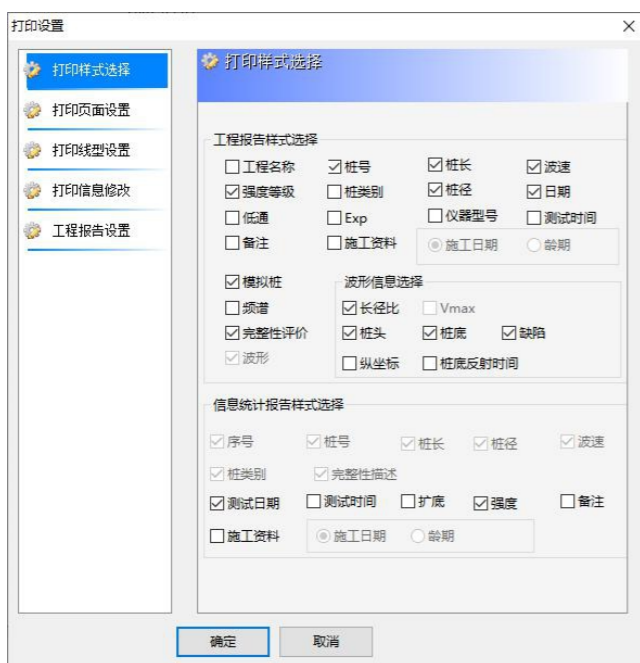 打印设置
打印样式选择
打印页面设置
打印线型设置
打印信息修改
工程报告设置
打印样式选择
工程报告样式选择
工程名称 桩号 桩长 波速
强度等级 桩类别 桩径 日期
低通 Exp 仪器型号 测试时间
备注 施工资料 施工日期 龄期
模拟桩 波形信息选择
频谱 长径比 Vmax
完整性评价 桩头 桩底 缺陷
波形 纵坐标 桩底反射时间
信息统计报告样式选择
序号 桩号 桩长 桩径 波速
桩类别 完整性描述
测试日期 测试时间 扩底 强度 备注
施工资料 施工日期 龄期
确定 取消